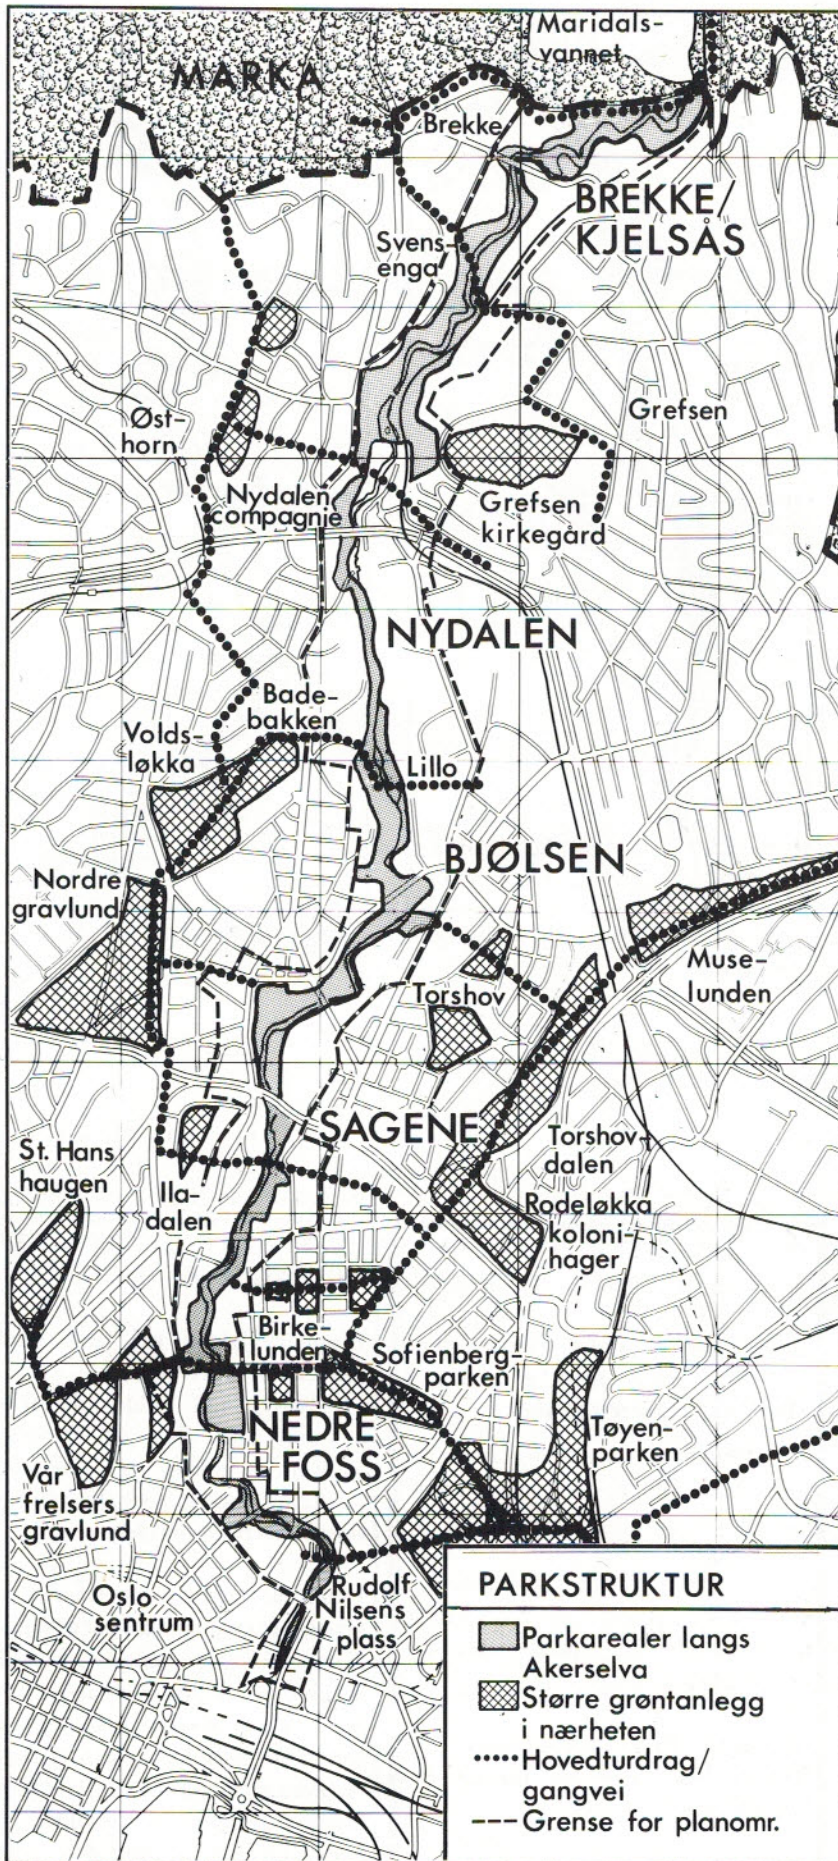 Maridals-
vannet
MARKA
Brekke
BREKKE/
KJELSÅS
Svens-
enga
Øst-
horn
Grefsen
Nydalen
compagnie
Grefsen
kirkegård
NYDALEN
Bade-
bakken
Volds-
løkka
Lillo
BJØLSEN
Nordre
gravlund
Muse-
lunden
Torshov
SAGENE
St. Hans
haugen
Ila-
dalen
Torshov-
dalen
Rodeløkka
koloni-
hager
Birke-
lunden
Sofienberg-
parken
NEDRE
FOSS
Tøyen-
parken
Vår
frelsers
gravlund
Oslo
sentrum
Rudolf
Nilsens
plass
PARKSTRUKTUR
Parkarealer langs
Akerselva
Større grøntanlegg
i nærheten
Hovedturdrag/
gangvei
Grense for planomr.